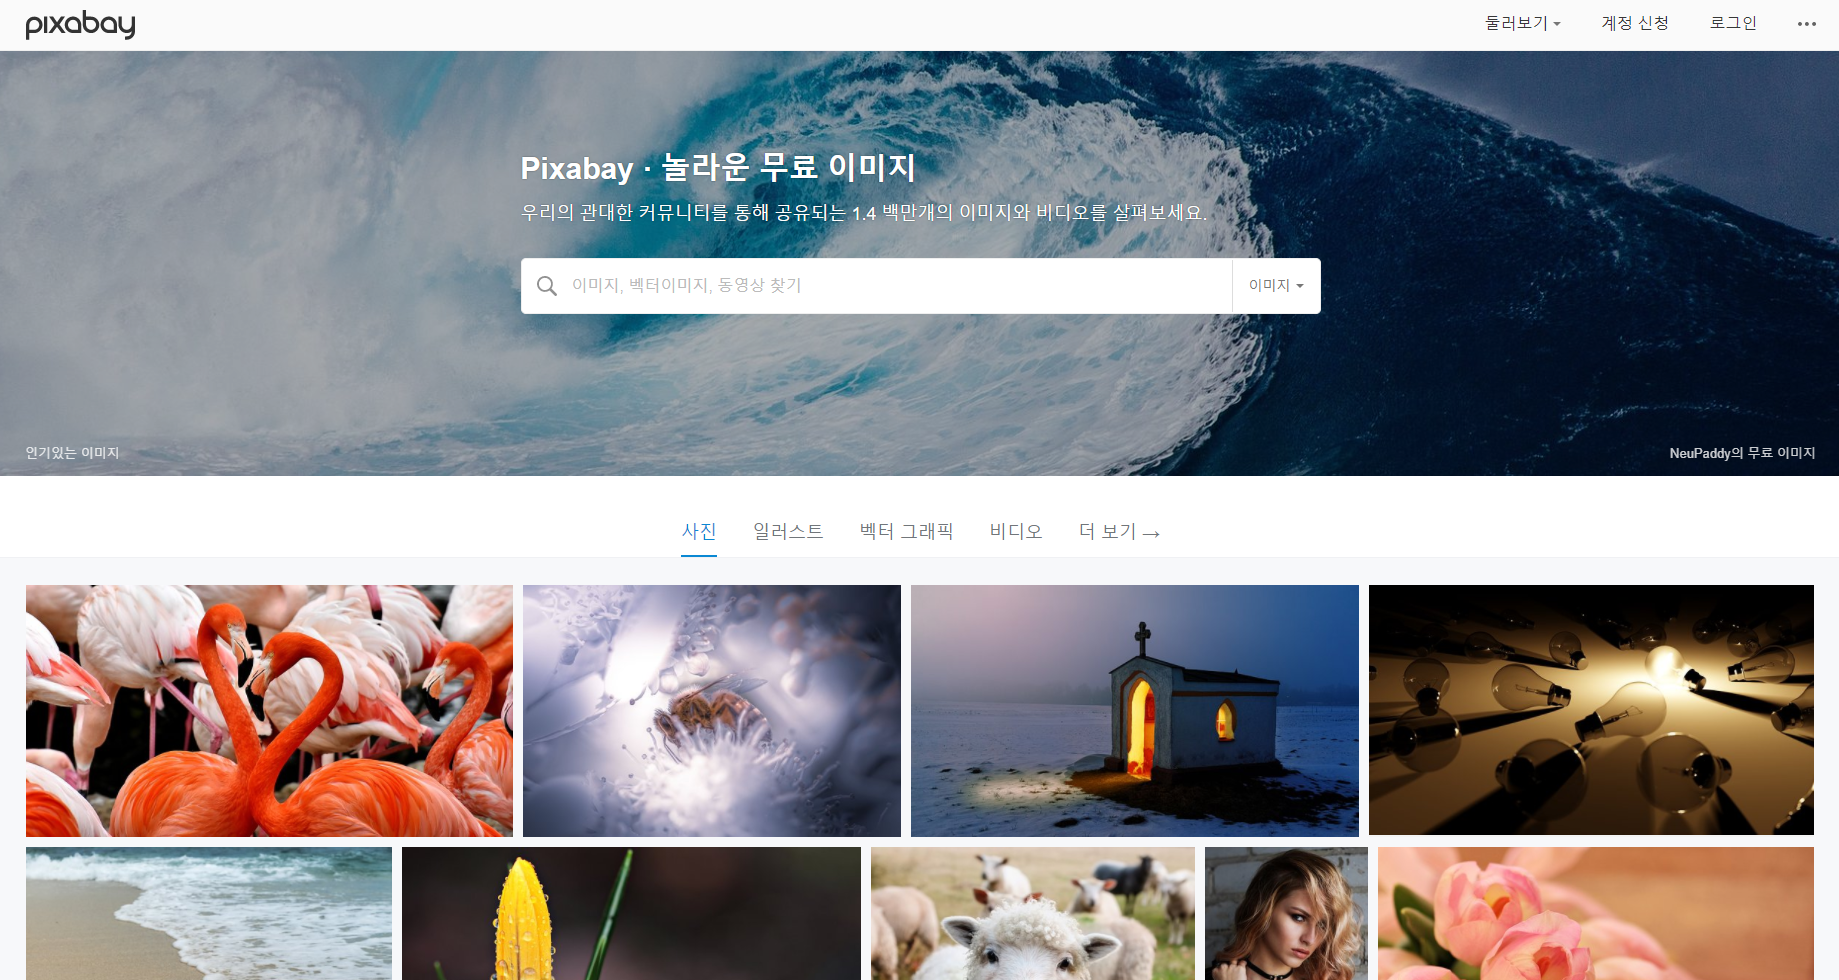 pixabay
둘러보기
계정 신청
로그인
Pixabay · 놀라운 무료 이미지
우리의 관대한 커뮤니티를 통해 공유되는 1.4 백만개의 이미지와 비디오를 살펴보세요.
이미지, 벡터이미지, 동영상 찾기
이미지
인기있는 이미지
NeuPaddy의 무료 이미지
사진
일러스트
벡터 그래픽
비디오
더 보기 →